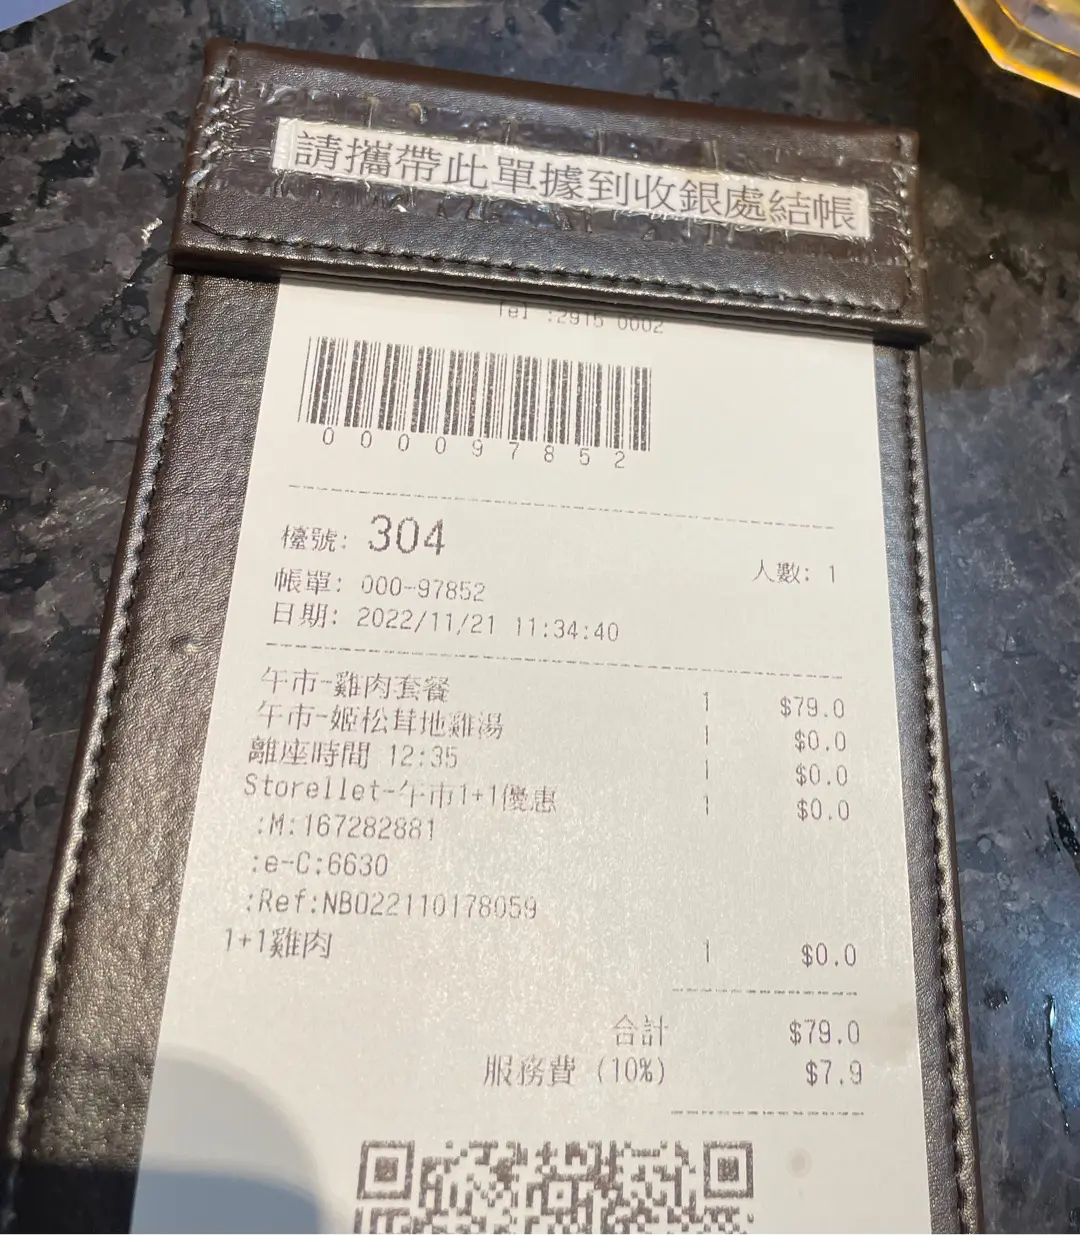 請攜帶此單據到收銀處結帳
Tel :2915 0002
00097852
檯號: 304
人數: 1
帳單: 000-97852
日期: 2022/11/21 11:34:40
午市-雞肉套餐 1 $79.0
午市-姬松茸地雞湯 1 $0.0
離座時間 12:35 1 $0.0
Storellet-午市1+1優惠 1 $0.0
:M:167282881
:e-C:6630
:Ref:NB022110178059
1+1雞肉 1 $0.0
合計 $79.0
服務費 (10%) $7.9